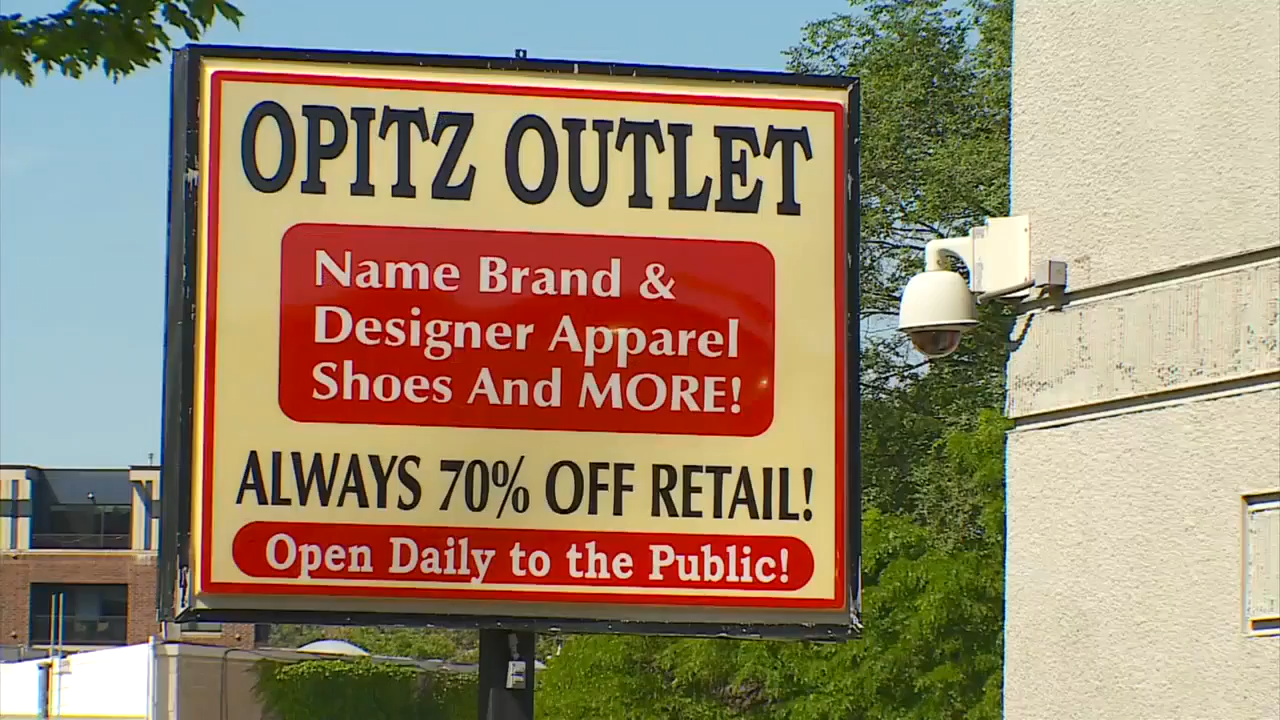 OPITZ OUTLET
Name Brand &
Designer Apparel
Shoes And MORE!
ALWAYS 70% OFF RETAIL!
Open Daily to the Public!